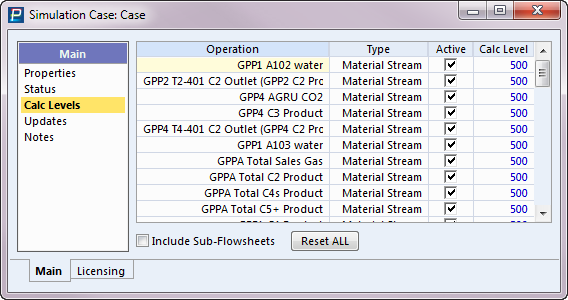 Simulation Case: Case
Main
Properties
Status
Calc Levels
Updates
Notes
Operation Type Active Calc Level
GPP1 A102 water Material Stream 500
GPP2 T2-401 C2 Outlet (GPP2 C2 Prc Material Stream 500
GPP4 AGRU CO2 Material Stream 500
GPP4 C3 Product Material Stream 500
GPP4 T4-401 C2 Outlet (GPP4 C2 Prc Material Stream 500
GPP1 A103 water Material Stream 500
GPPA Total Sales Gas Material Stream 500
GPPA Total C2 Product Material Stream 500
GPPA Total C4s Product Material Stream 500
GPPA Total C5+ Product Material Stream 500
Include Sub-Flowsheets Reset ALL
Main Licensing